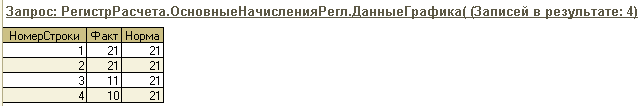 Запрос: РегистрРасчета.ОсновныеНачисленияРегл.ДанныеГрафика( (Записей в результате: 4)
НомерСтроки Факт Норма
1 21 21
2 21 21
3 11 21
4 10 21